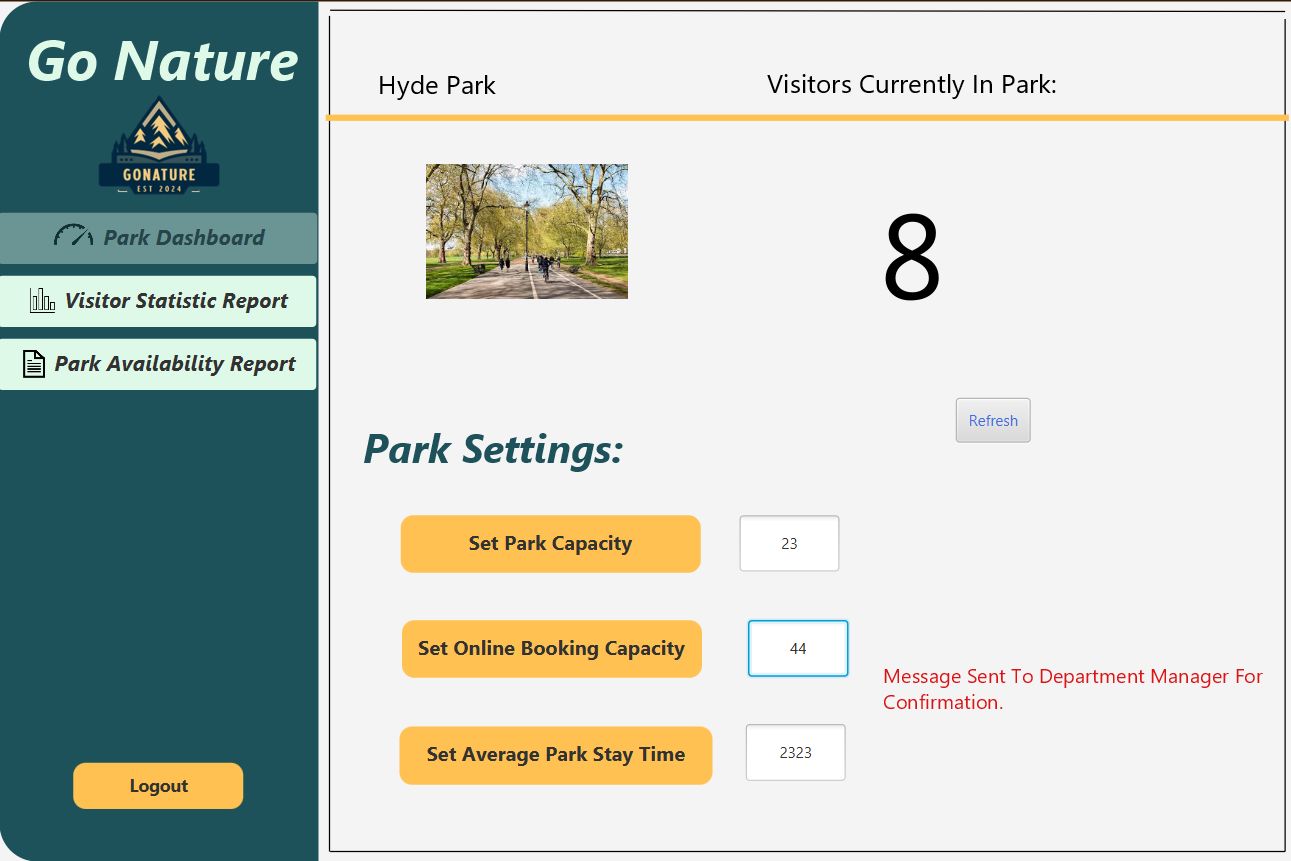 Go Nature
GONATURE
EST 2024
Park Dashboard
Visitor Statistic Report
Park Availability Report
Logout
Hyde Park
Visitors Currently In Park:
8
Refresh
Park Settings:
Set Park Capacity
23
Set Online Booking Capacity
44
Message Sent To Department Manager For
Confirmation.
Set Average Park Stay Time
2323